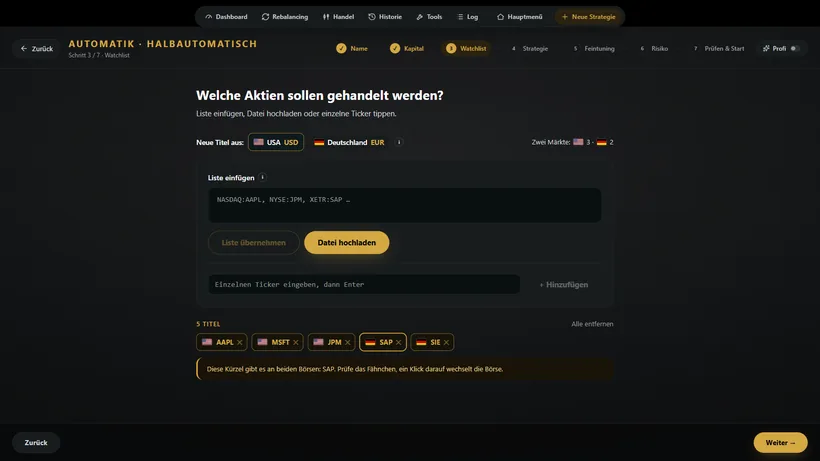 Dashboard Rebalancing Handel Historie Tools Log Hauptmenü + Neue Strategie
← Zurück
AUTOMATIK · HALBAUTOMATISCH
Schritt 3 / 7 · Watchlist
✓ Name ✓ Kapital 3 Watchlist 4 Strategie 5 Feintuning 6 Risiko 7 Prüfen & Start Profi
Welche Aktien sollen gehandelt werden?
Liste einfügen, Datei hochladen oder einzelne Ticker tippen.
Neue Titel aus: USA USD Deutschland EUR i Zwei Märkte: 3 · 2
Liste einfügen i
NASDAQ:AAPL, NYSE:JPM, XETR:SAP …
Liste übernehmen Datei hochladen
Einzelnen Ticker eingeben, dann Enter + Hinzufügen
5 TITEL Alle entfernen
AAPL × MSFT × JPM × SAP × SIE ×
Diese Kürzel gibt es an beiden Börsen: SAP. Prüfe das Fähnchen, ein Klick darauf wechselt die Börse.
Zurück Weiter →